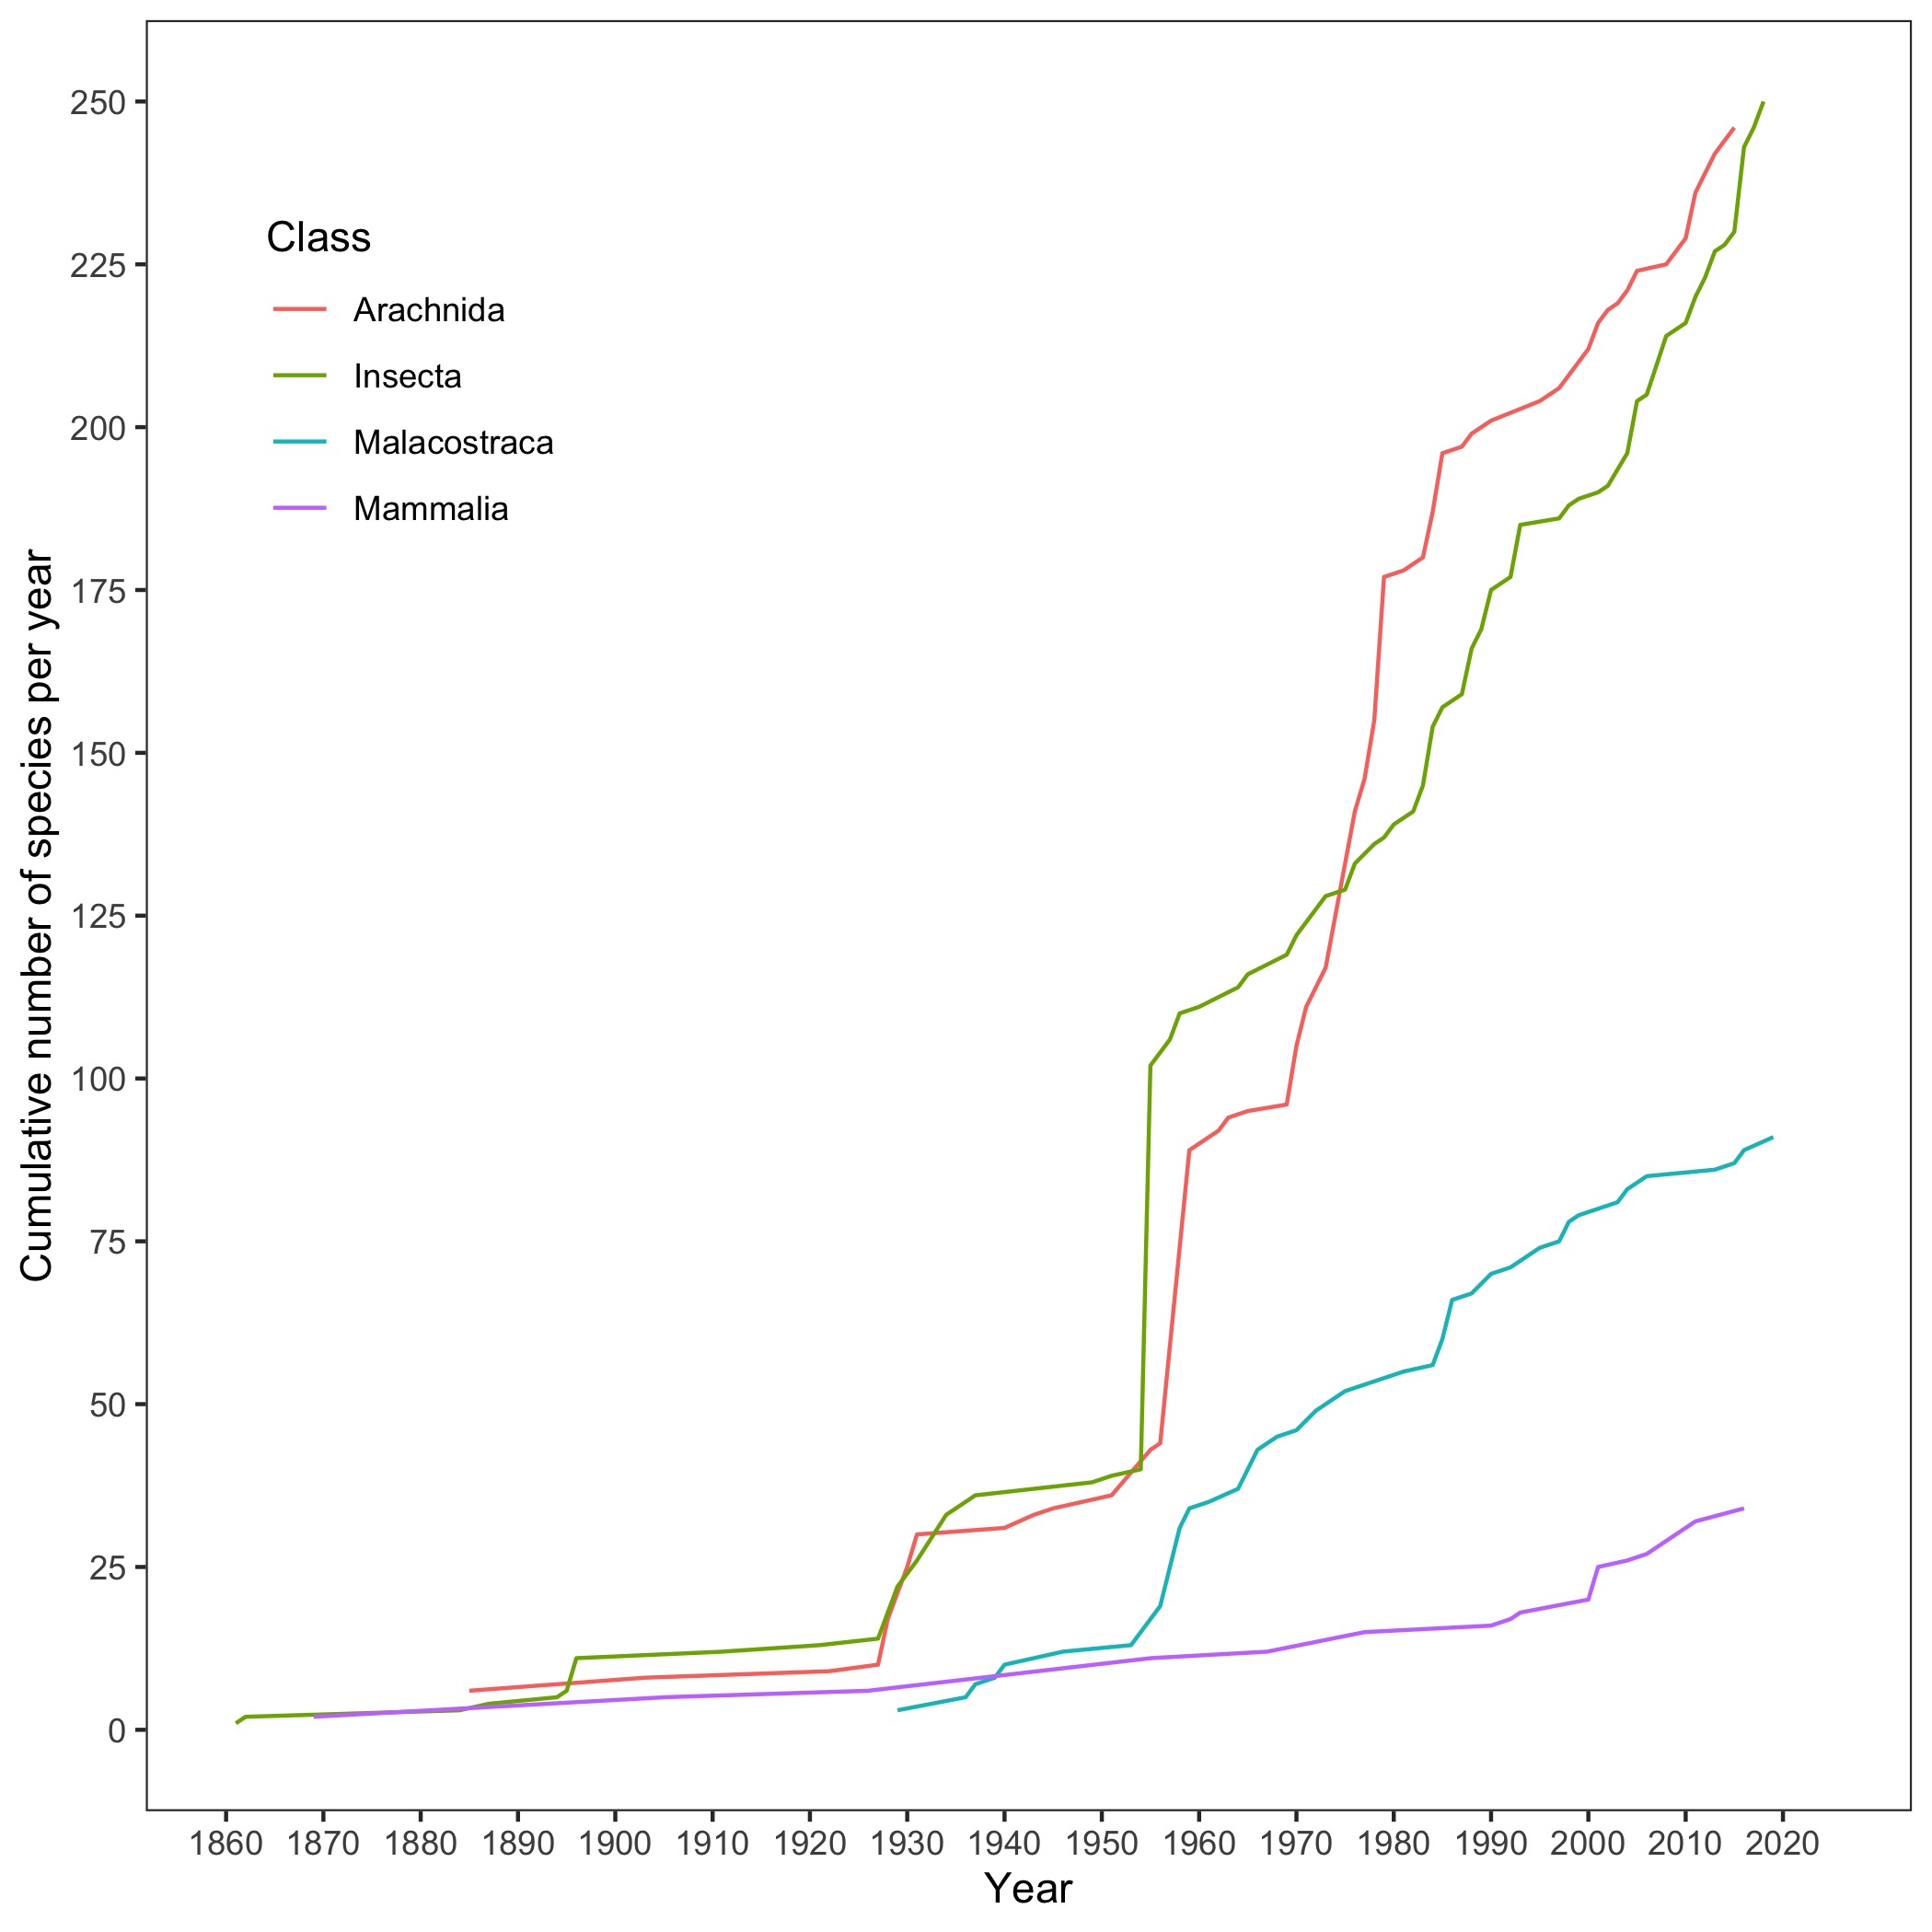 250
225
200
175
150
125
100
75
50
25
0
Cumulative number of species per year
Class
Arachnida
Insecta
Malacostraca
Mammalia
1860 1870 1880 1890 1900 1910 1920 1930 1940 1950 1960 1970 1980 1990 2000 2010 2020
Year